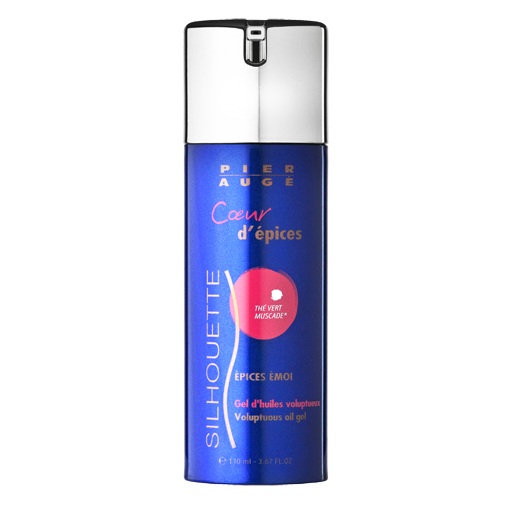 PIER
AUGÉ
Cœur
d'épices
THÉ VERT
MUSCADE*
SILHOUETTE
ÉPICES ÉMOI
Gel d'huiles voluptueus
Voluptuous oil gel
℮ 110 ml - 3.67 FL.OZ